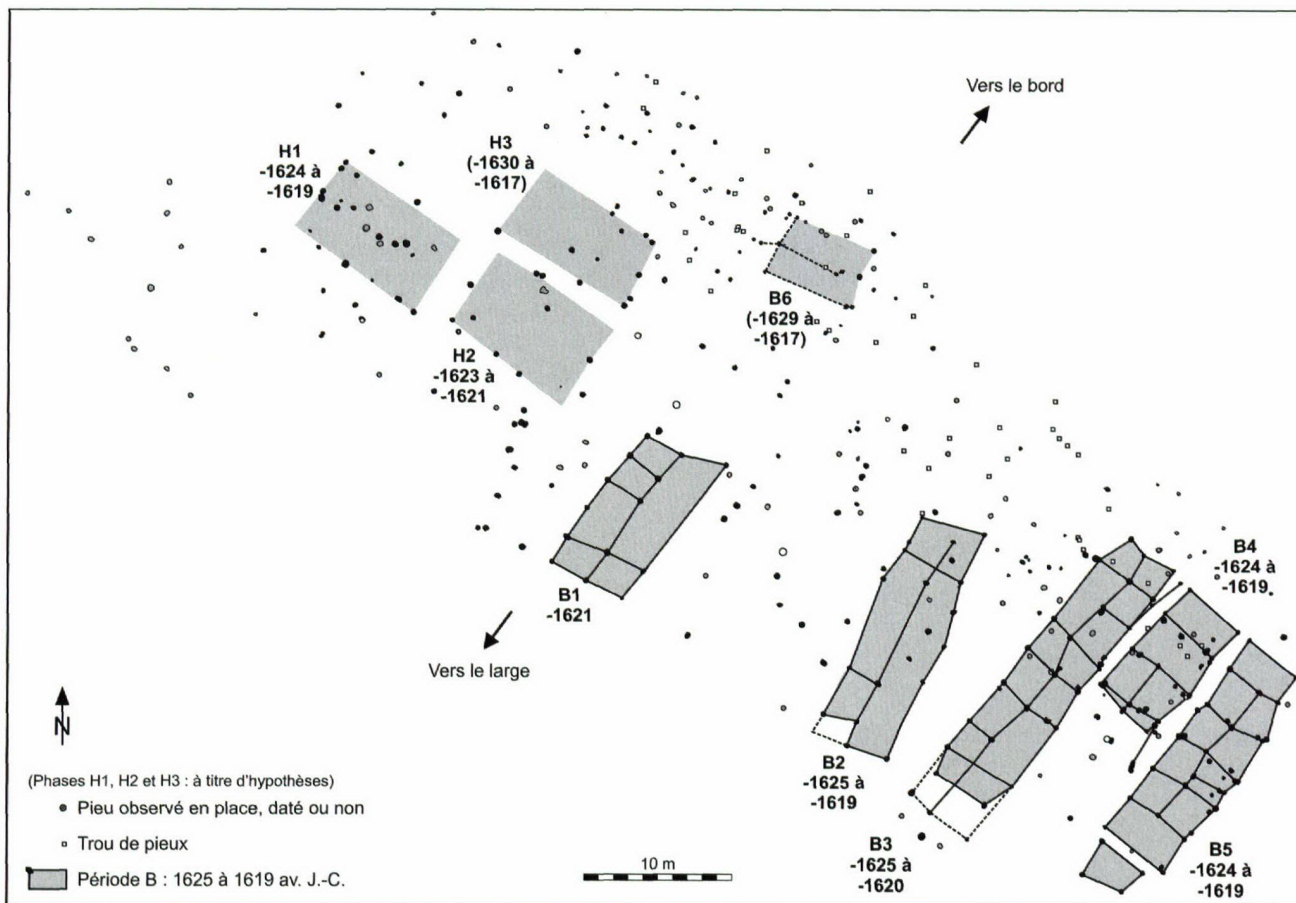 Vers le bord
H1
-1624 à
-1619
H3
(-1630 à
-1617)
H2
-1623 à
-1621
B6
(-1629 à
-1617)
B1
-1621
Vers le large
B4
-1624 à
-1619
B2
-1625 à
-1619
B3
-1625 à
-1620
B5
-1624 à
-1619
N
(Phases H1, H2 et H3 : à titre d'hypothèses)
Pieu observé en place, daté ou non
Trou de pieux
Période B : 1625 à 1619 av. J.-C.
10 m